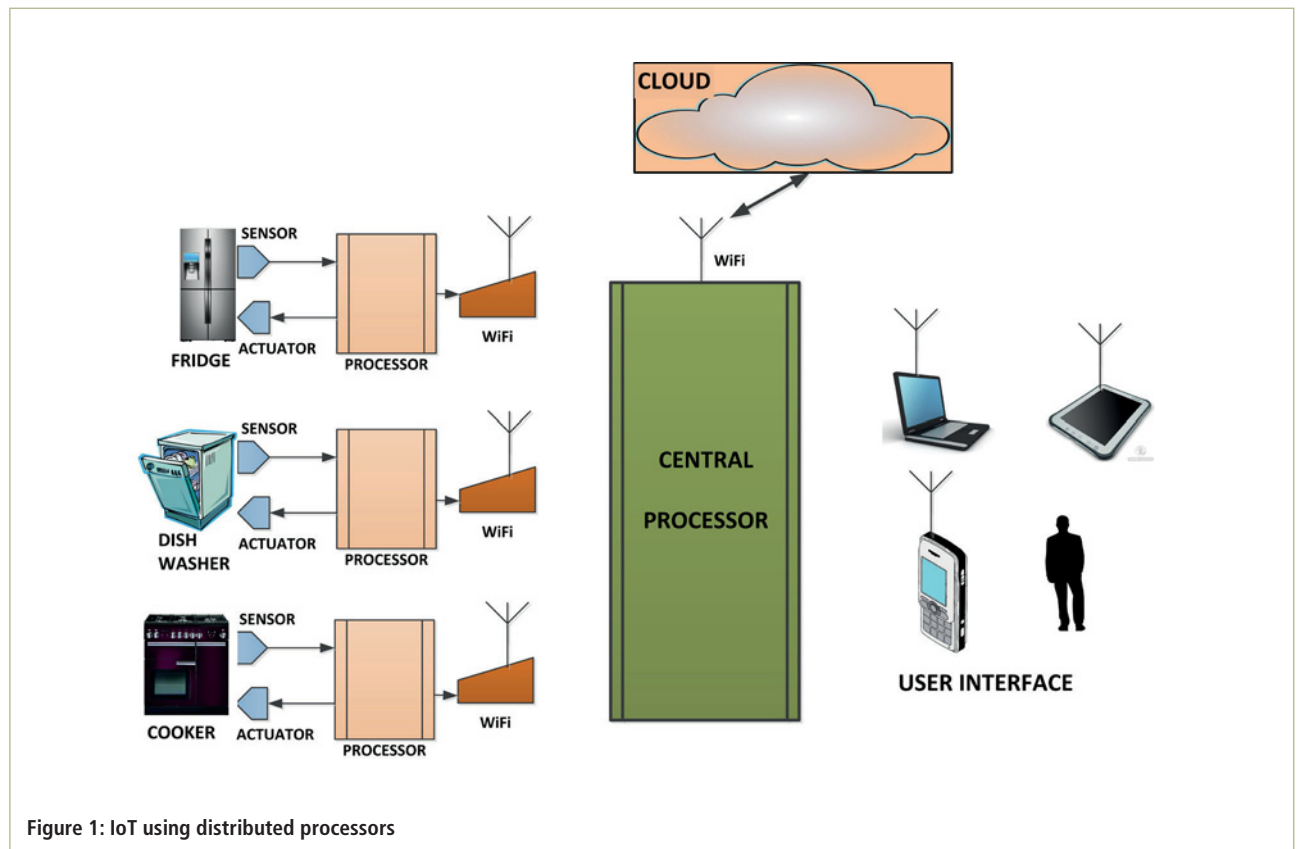 CLOUD
WiFi
SENSOR
FRIDGE
ACTUATOR
PROCESSOR
WiFi
SENSOR
DISH
WASHER
ACTUATOR
PROCESSOR
WiFi
SENSOR
COOKER
ACTUATOR
PROCESSOR
WiFi
CENTRAL
PROCESSOR
USER INTERFACE
Figure 1: IoT using distributed processors